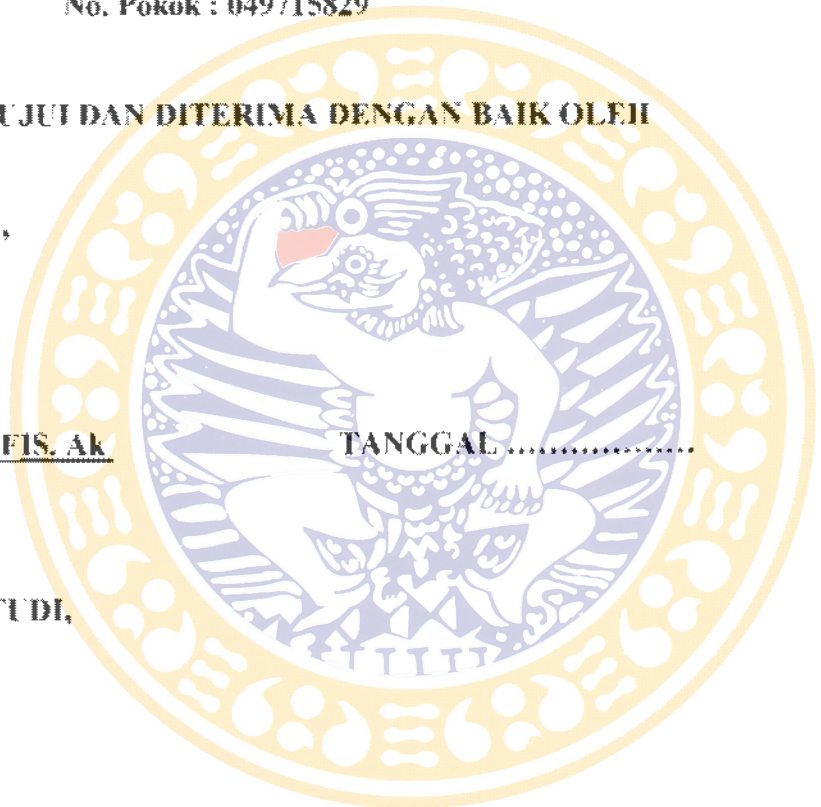 No. Pokok : 049715829
UJUI DAN DITERIMA DENGAN BAIK OLEH
,
FIS. Ak TANGGAL ....................
TUDI,